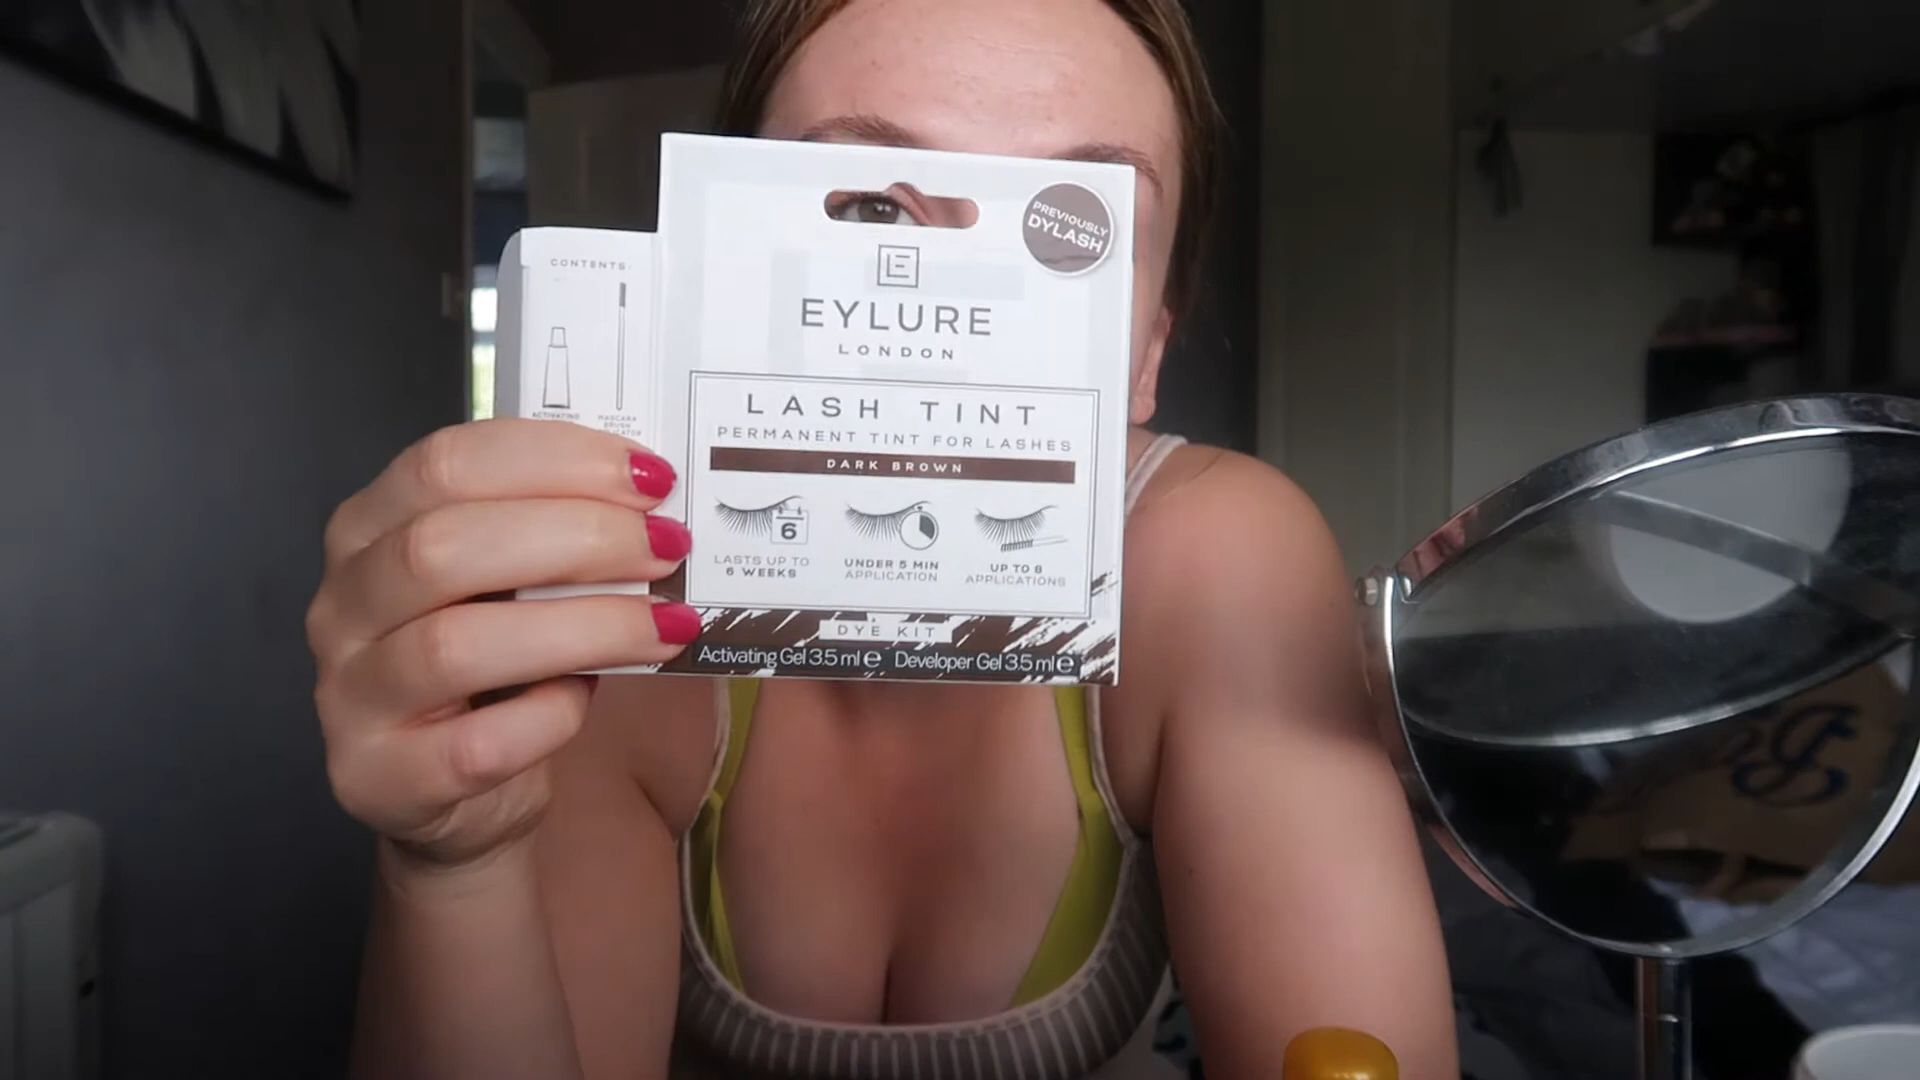 CONTENTS:
ACTIVATING
MASCARA
BRUSH
PREVIOUSLY
DYLASH
E
EYLURE
LONDON
LASH TINT
PERMANENT TINT FOR LASHES
DARK BROWN
6
LASTS UP TO
6 WEEKS
UNDER 5 MIN
APPLICATION
UP TO 8
APPLICATIONS
DYE KIT
Activating Gel 3.5 ml ℮ Developer Gel 3.5 ml ℮